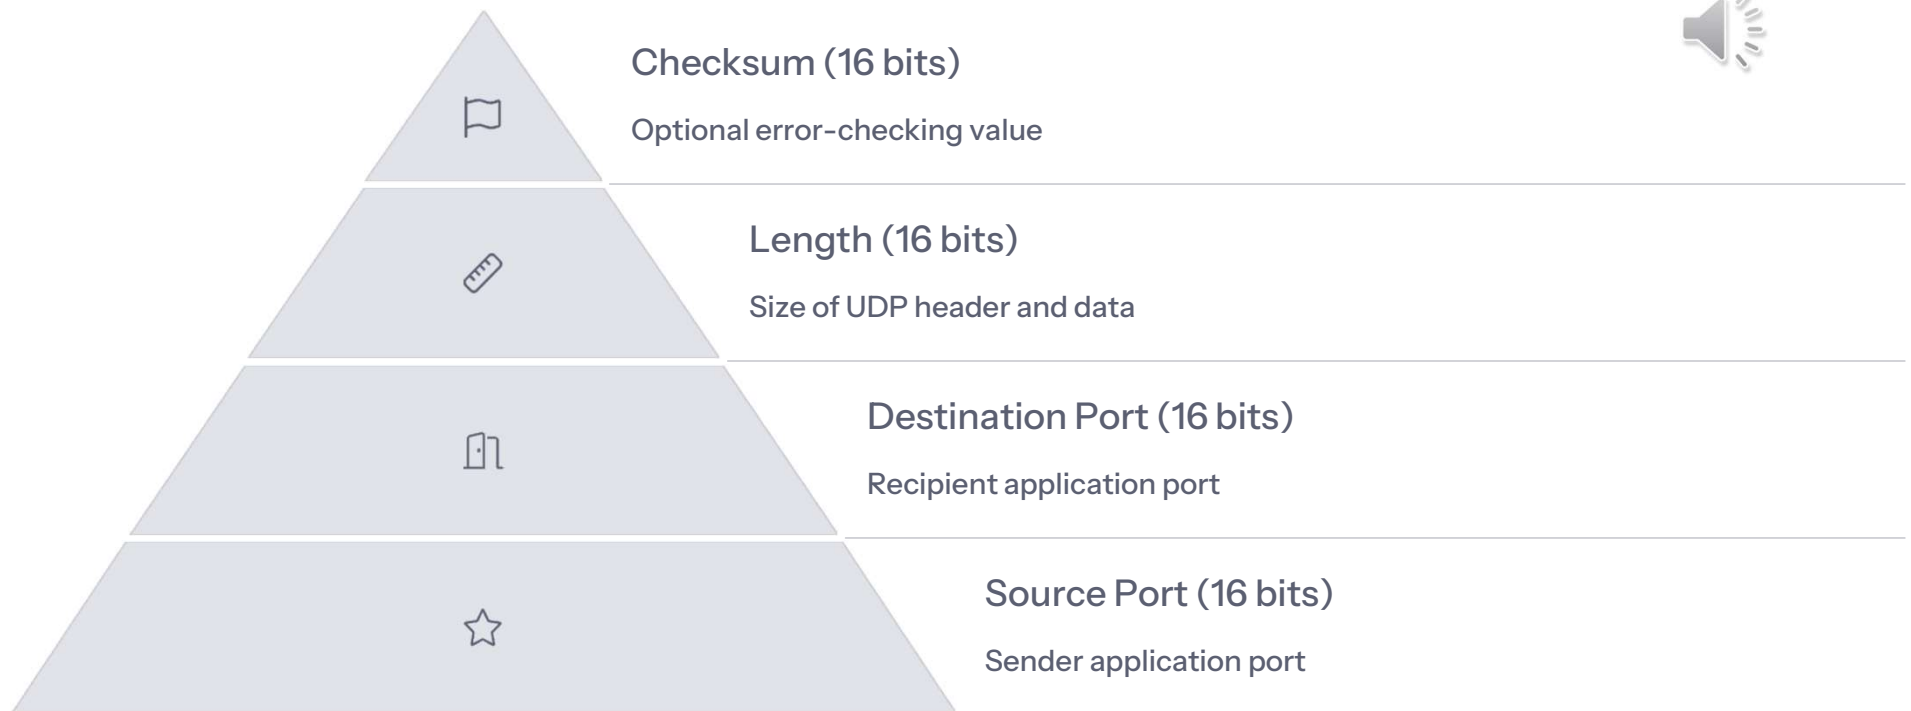 Checksum (16 bits)
Optional error-checking value
Length (16 bits)
Size of UDP header and data
Destination Port (16 bits)
Recipient application port
Source Port (16 bits)
Sender application port